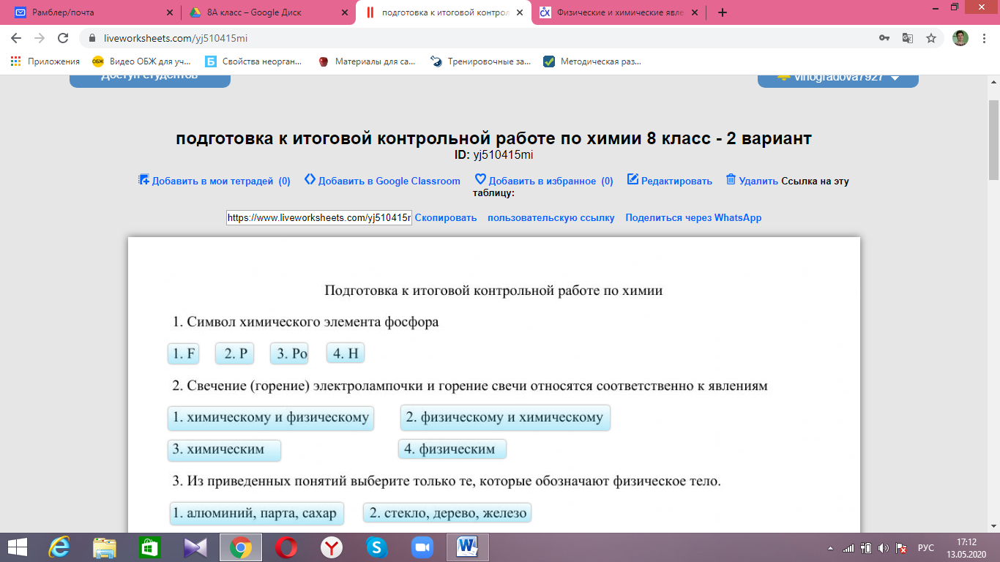 Рамблер/почта
8А класс – Google Диск
подготовка к итоговой контрол
Физические и химические явле
liveworksheets.com/yj510415mi
Приложения
Видео ОБЖ для уч...
Свойства неорган...
Материалы для са...
Тренировочные за...
Методическая раз...
Доступ студентов
vinogradova7927
подготовка к итоговой контрольной работе по химии 8 класс - 2 вариант
ID: yj510415mi
Добавить в мои тетрадей (0) Добавить в Google Classroom Добавить в избранное (0) Редактировать Удалить Ссылка на эту
таблицу:
https://www.liveworksheets.com/yj510415r Скопировать пользовательскую ссылку Поделиться через WhatsApp
Подготовка к итоговой контрольной работе по химии
1. Символ химического элемента фосфора
1. F 2. P 3. Po 4. H
2. Свечение (горение) электролампочки и горение свечи относятся соответственно к явлениям
1. химическому и физическому 2. физическому и химическому
3. химическим 4. физическим
3. Из приведенных понятий выберите только те, которые обозначают физическое тело.
1. алюминий, парта, сахар 2. стекло, дерево, железо
РУС
17:12
13.05.2020